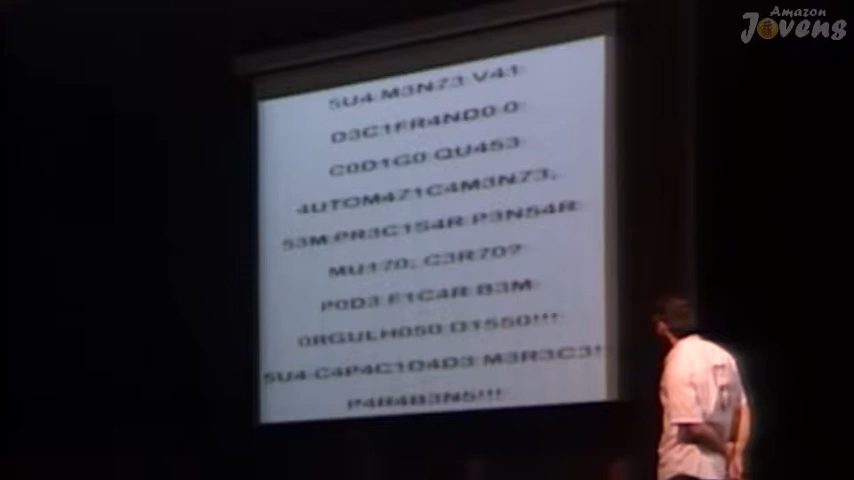 Amazon
Jovens
5U4 M3N73 V41
D3C1FR4ND0 0
C0D1G0 QU453
4UTOM471C4M3N73,
53M PR3C154R P3N54R
MU170, C3R70?
P0D3 F1C4R B3M
0RGULH050 D1550!!!
5U4 C4P4C1D4D3 M3R3C3!
P4R4B3N5!!!